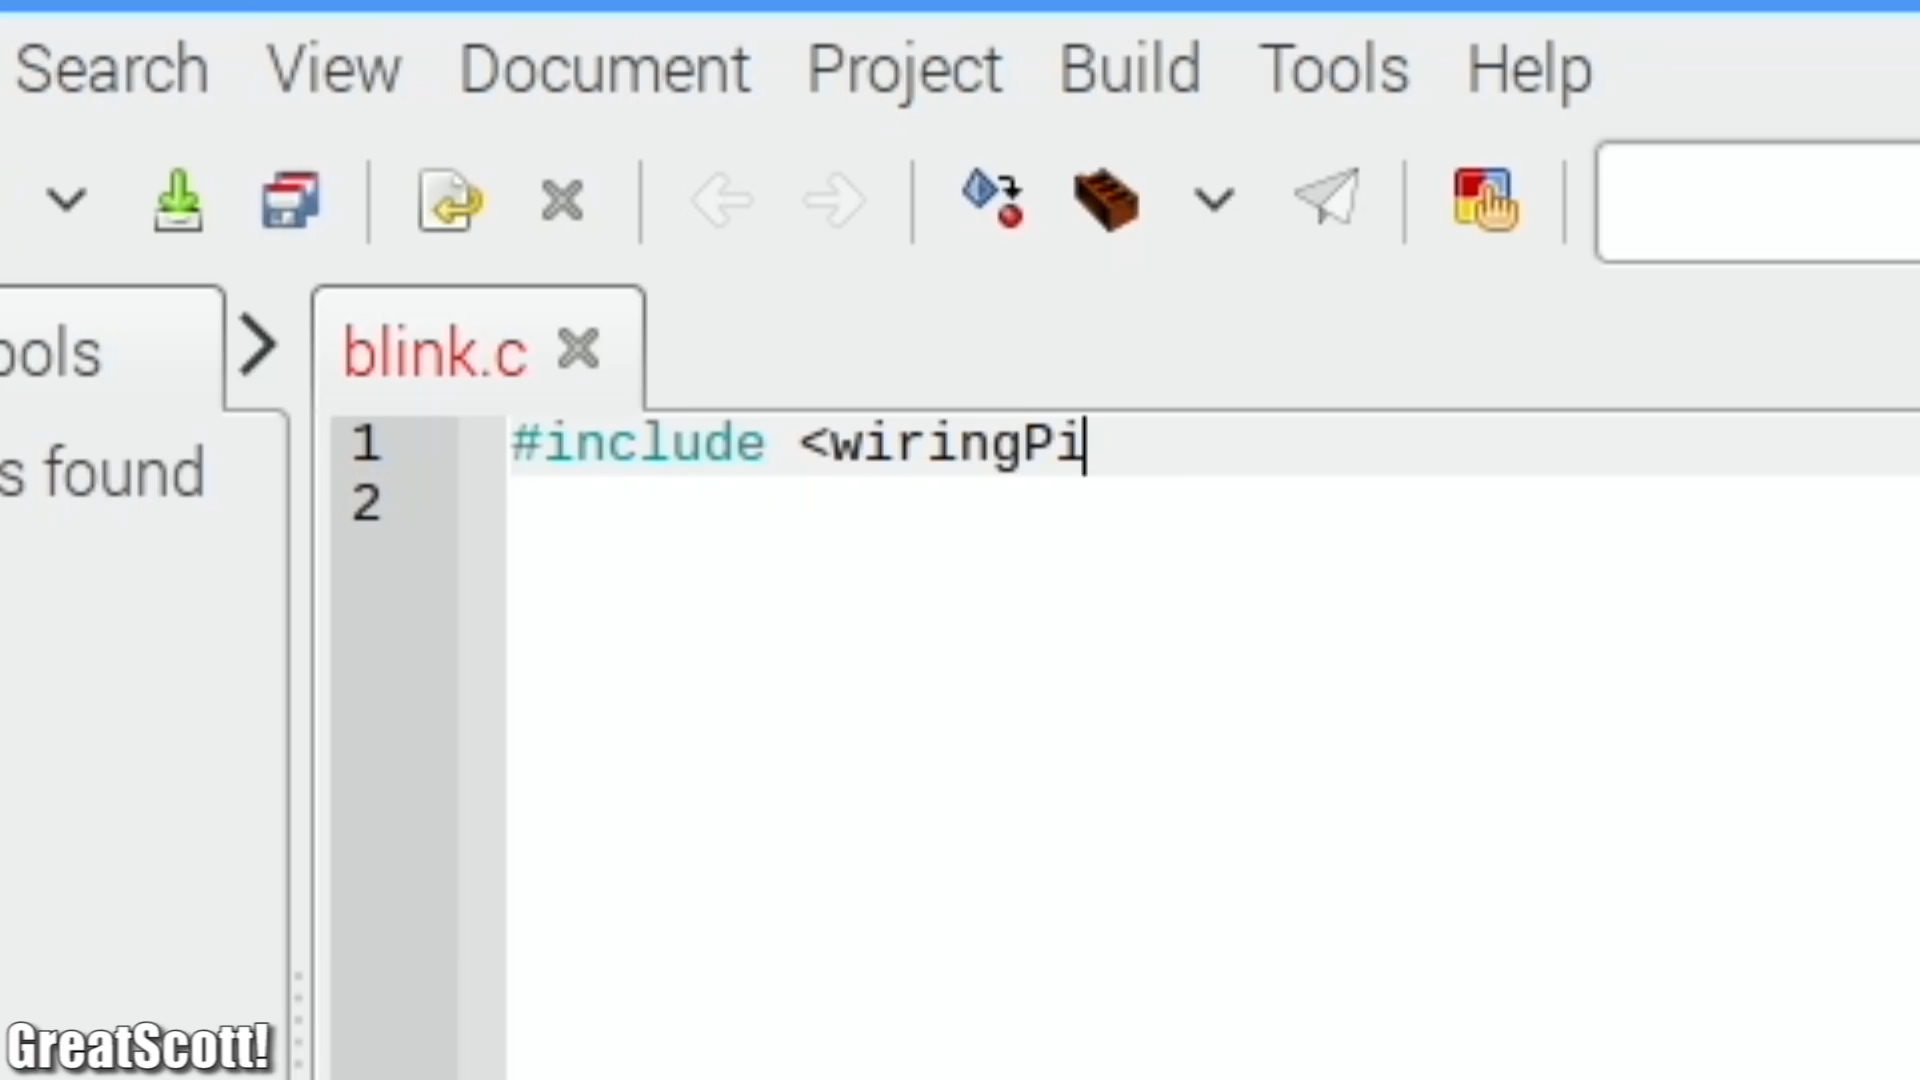 Search View Document Project Build Tools Help
ools
blink.c
s found
1 #include <wiringPi
2
GreatScott!